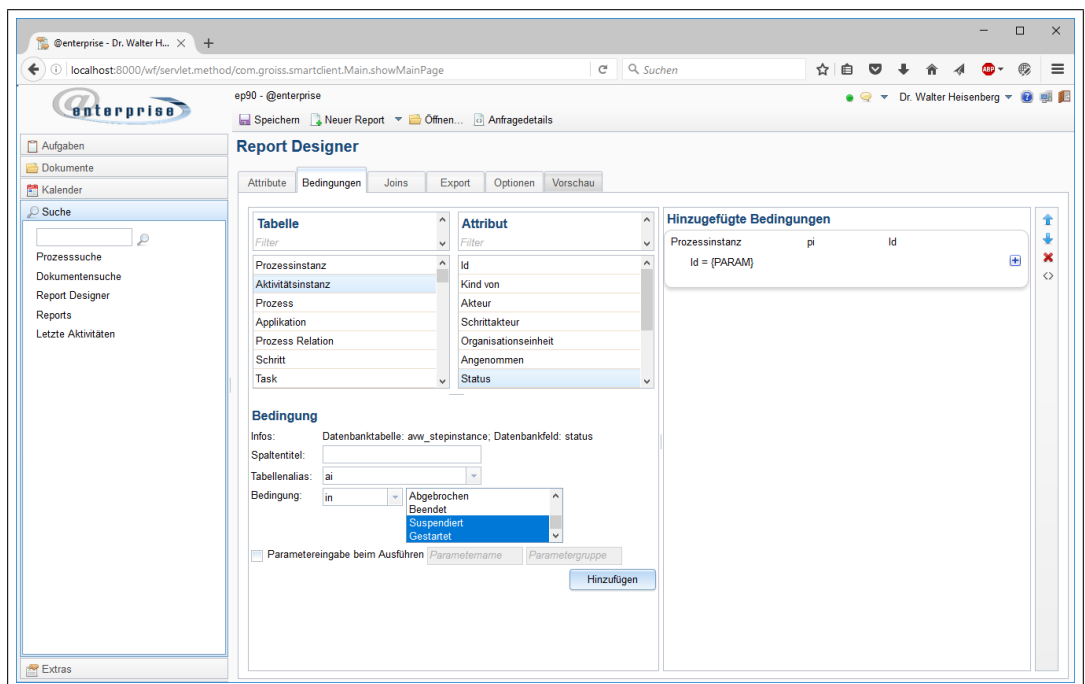 @enterprise - Dr. Walter H...
localhost:8000/wf/servlet.method/com.groiss.smartclient.Main.showMainPage
Suchen
ABP
@enterprise
ep90 - @enterprise
Dr. Walter Heisenberg
Speichern Neuer Report Öffnen... Anfragedetails
Aufgaben
Dokumente
Kalender
Suche
Prozesssuche
Dokumentensuche
Report Designer
Reports
Letzte Aktivitäten
Extras
Report Designer
Attribute Bedingungen Joins Export Optionen Vorschau
Tabelle
Filter
Prozessinstanz
Aktivitätsinstanz
Prozess
Applikation
Prozess Relation
Schritt
Task
Attribut
Filter
Id
Kind von
Akteur
Schrittakteur
Organisationseinheit
Angenommen
Status
Bedingung
Infos: Datenbanktabelle: avw_stepinstance; Datenbankfeld: status
Spaltentitel:
Tabellenalias: ai
Bedingung: in
Abgebrochen
Beendet
Suspendiert
Gestartet
Parametereingabe beim Ausführen Parametername Parametergruppe
Hinzufügen
Hinzugefügte Bedingungen
Prozessinstanz pi Id
Id = {PARAM}